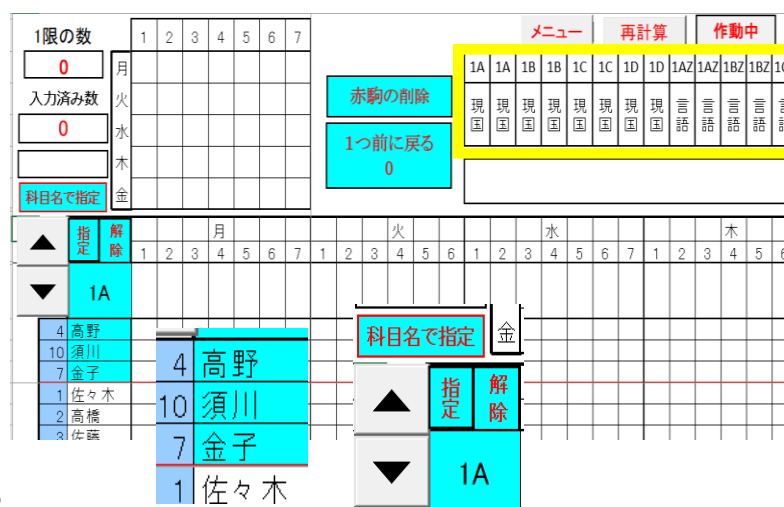 1限の数 1 2 3 4 5 6 7 メニュー 再計算 作動中
0 月
入力済み数 火
0 水
木
科目名で指定 金
赤駒の削除
1つ前に戻る
0
1A 1A 1B 1B 1C 1C 1D 1D 1AZ 1AZ 1BZ 1BZ
現国 現国 現国 現国 現国 現国 現国 現国 言語 言語 言語 言語
▲ 指定 解除 月 火 水 木
1 2 3 4 5 6 7 1 2 3 4 5 6 1 2 3 4 5 6 7 1 2 3 4 5
▼ 1A
4 高野
10 須川
7 金子
1 佐々木
2 高橋
3 佐藤
4 高野
10 須川
7 金子
1 佐々木
科目名で指定 金
▲ 指定 解除
▼ 1A